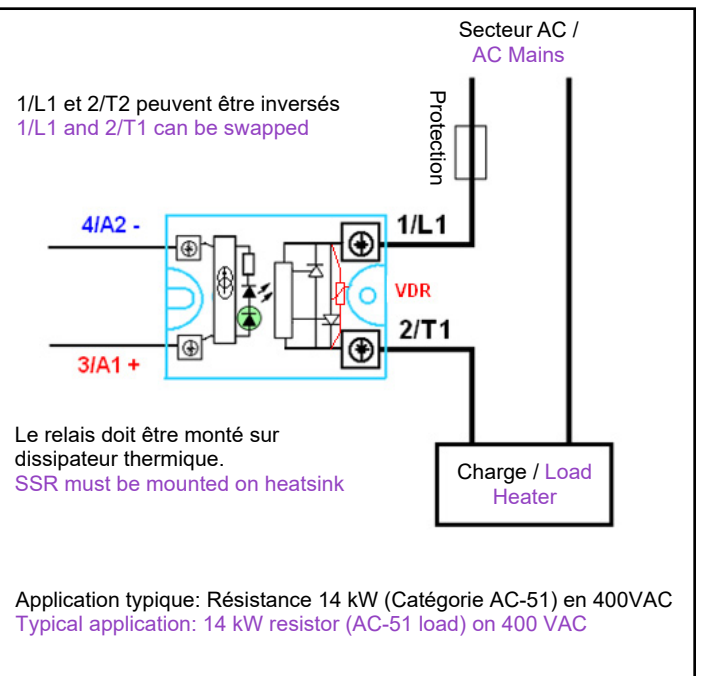 Secteur AC /
AC Mains
1/L1 et 2/T2 peuvent être inversés
1/L1 and 2/T1 can be swapped
Protection
4/A2 -
1/L1
VDR
2/T1
3/A1 +
Le relais doit être monté sur
dissipateur thermique.
SSR must be mounted on heatsink
Charge / Load
Heater
Application typique: Résistance 14 kW (Catégorie AC-51) en 400VAC
Typical application: 14 kW resistor (AC-51 load) on 400 VAC